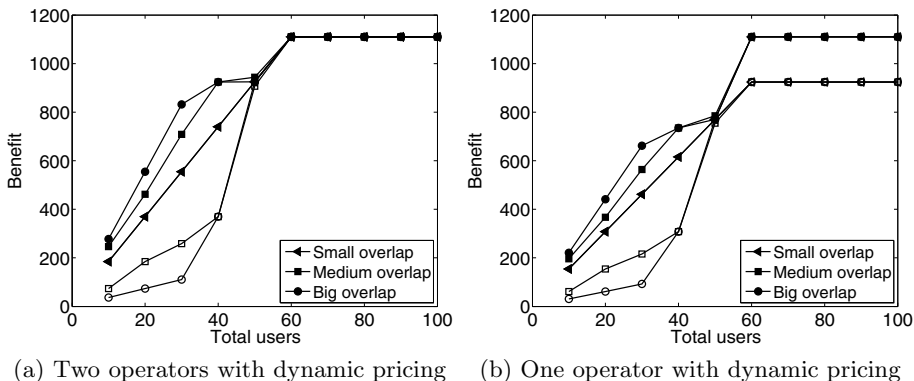 1200
1000
800
600
400
200
0
Benefit
0 20 40 60 80 100
Total users
Small overlap
Medium overlap
Big overlap
(a) Two operators with dynamic pricing
1200
1000
800
600
400
200
0
Benefit
0 20 40 60 80 100
Total users
Small overlap
Medium overlap
Big overlap
(b) One operator with dynamic pricing